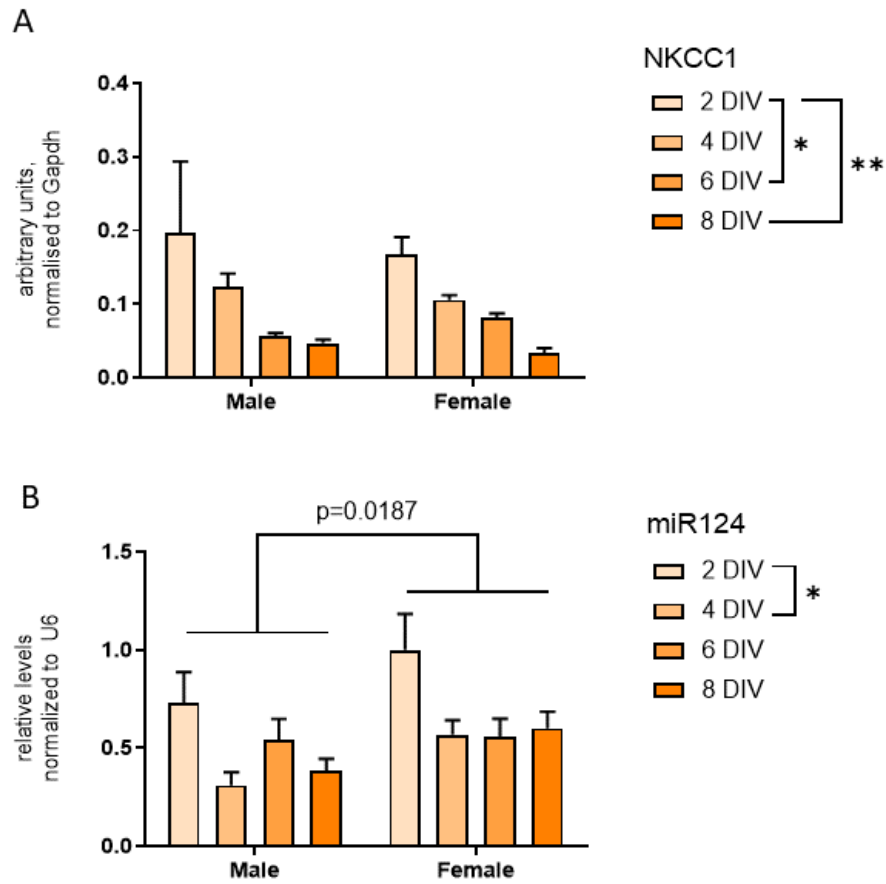 A
NKCC1
2 DIV
4 DIV
6 DIV
8 DIV
*
**
arbitrary units,
normalised to Gapdh
0.4
0.3
0.2
0.1
0.0
Male Female
B
p=0.0187
miR124
2 DIV
4 DIV
6 DIV
8 DIV
*
relative levels
normalized to U6
1.5
1.0
0.5
0.0
Male Female